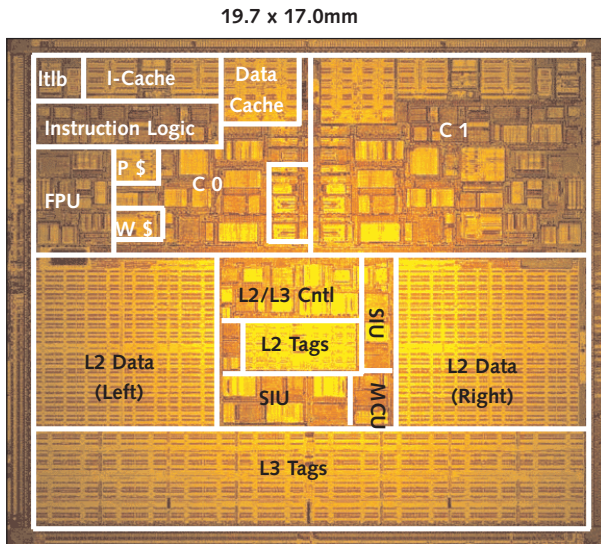 19.7 x 17.0mm
Itlb
I-Cache
Data
Cache
Instruction Logic
C 1
P $
C 0
FPU
W $
L2/L3 Cntl
SIU
L2 Tags
L2 Data
(Left)
L2 Data
(Right)
SIU
MCU
L3 Tags